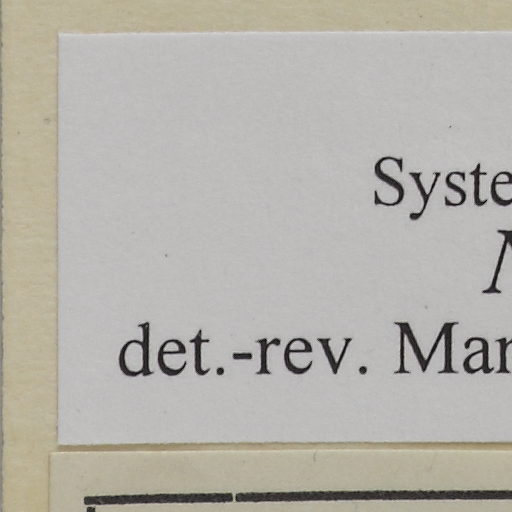 Syste
N
det.-rev. Mar